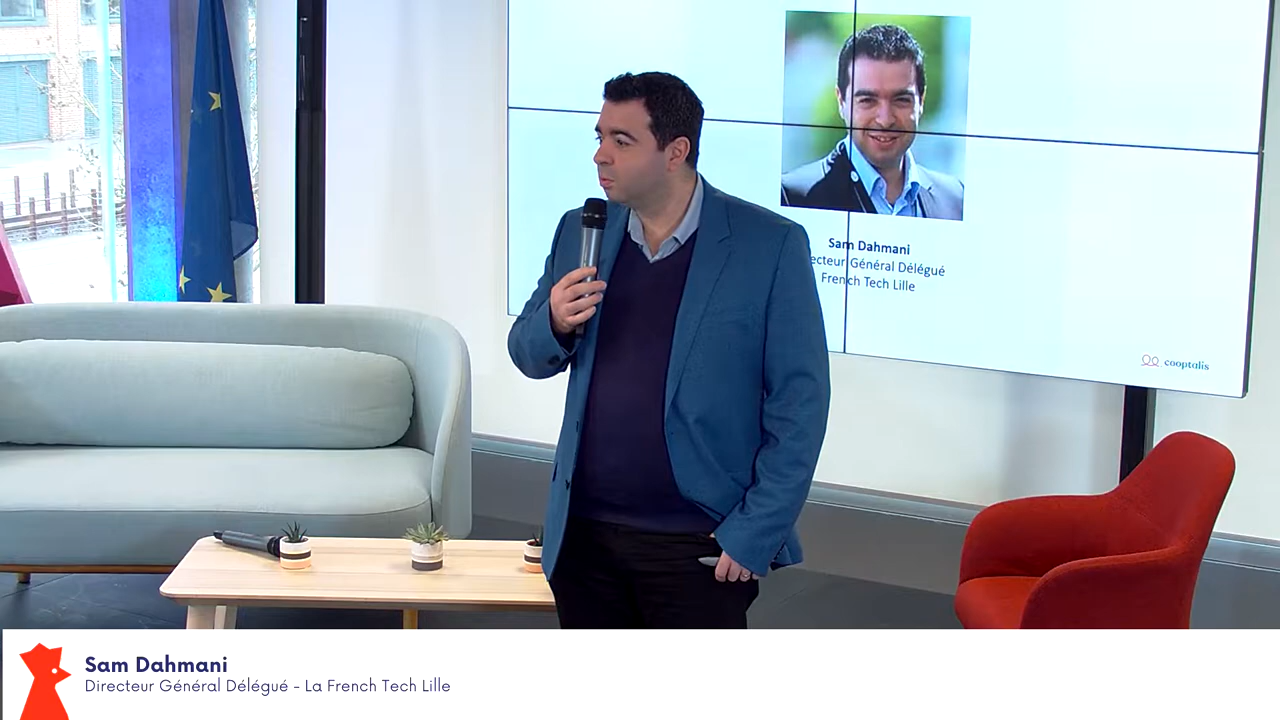 Sam Dahmani
ecteur Général Délégué
French Tech Lille
cooptalis
Sam Dahmani
Directeur Général Délégué - La French Tech Lille